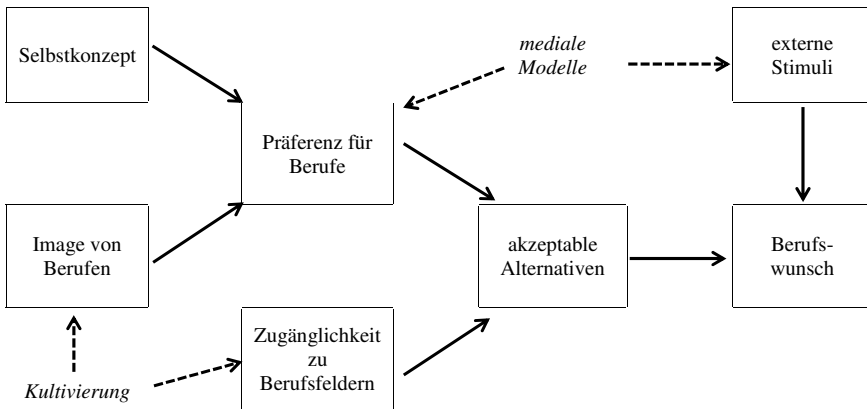 Selbstkonzept
mediale
Modelle
externe
Stimuli
Präferenz für
Berufe
Image von
Berufen
akzeptable
Alternativen
Berufs-
wunsch
Zugänglichkeit
zu
Berufsfeldern
Kultivierung